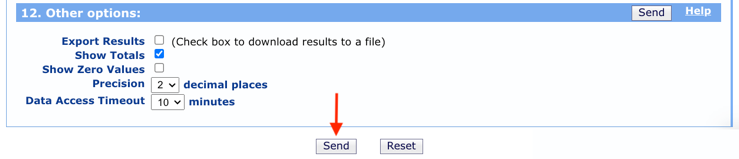 12. Other options: Send Help
Export Results (Check box to download results to a file)
Show Totals
Show Zero Values
Precision 2 decimal places
Data Access Timeout 10 minutes
Send Reset